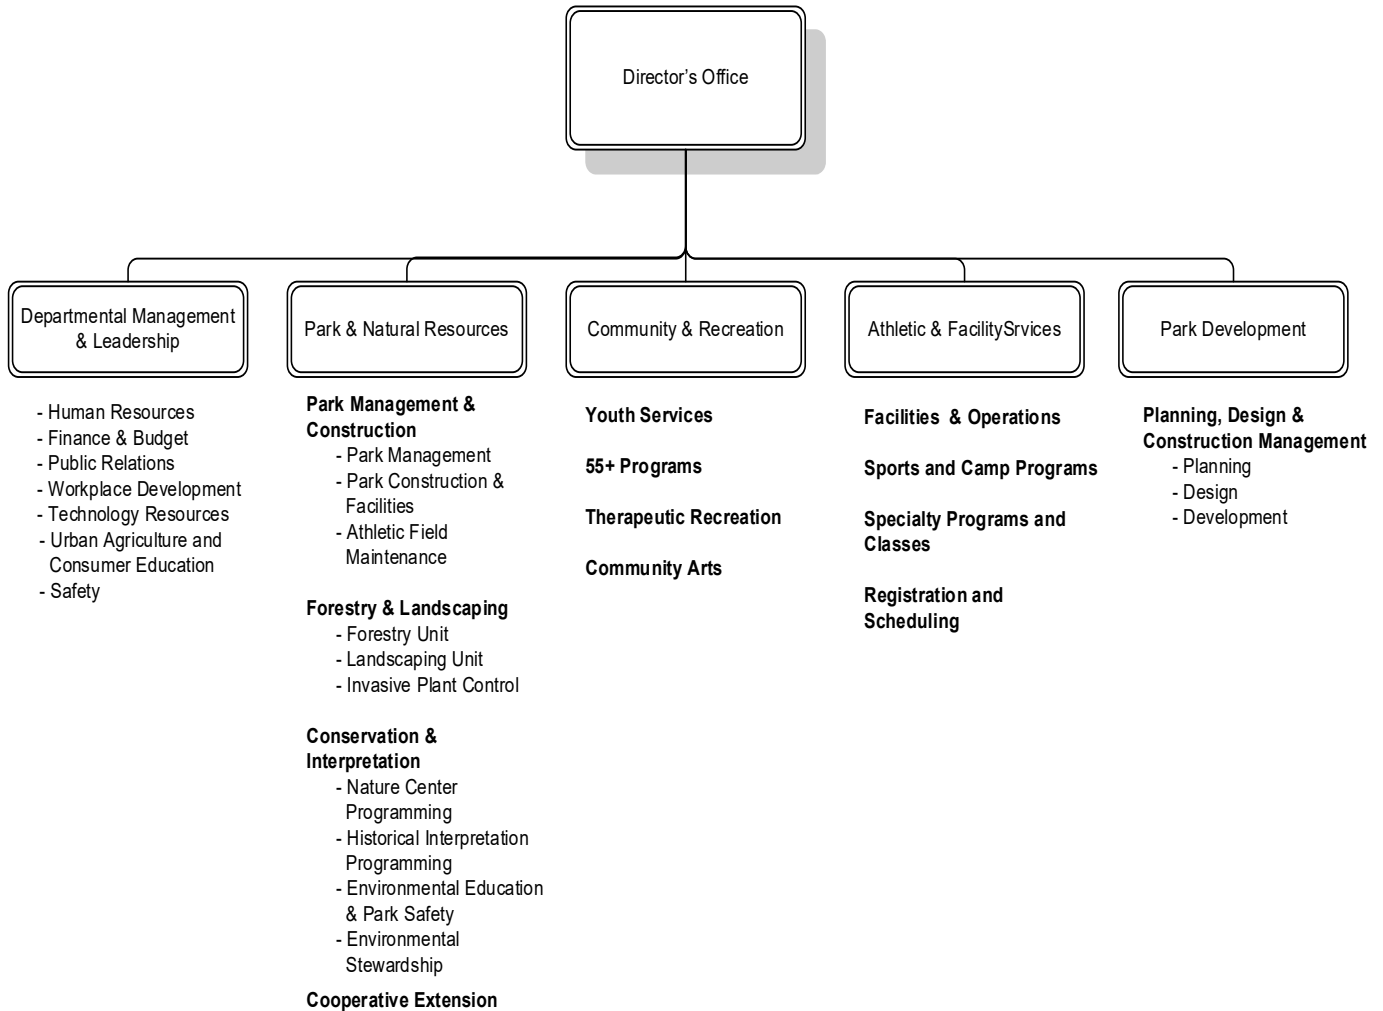 Director's Office
Departmental Management
& Leadership
Park & Natural Resources
Community & Recreation
Athletic & FacilitySrvices
Park Development
- Human Resources
- Finance & Budget
- Public Relations
- Workplace Development
- Technology Resources
- Urban Agriculture and
Consumer Education
- Safety
Park Management &
Construction
- Park Management
- Park Construction &
Facilities
- Athletic Field
Maintenance
Forestry & Landscaping
- Forestry Unit
- Landscaping Unit
- Invasive Plant Control
Conservation &
Interpretation
- Nature Center
Programming
- Historical Interpretation
Programming
- Environmental Education
& Park Safety
- Environmental
Stewardship
Cooperative Extension
Youth Services
55+ Programs
Therapeutic Recreation
Community Arts
Facilities & Operations
Sports and Camp Programs
Specialty Programs and
Classes
Registration and
Scheduling
Planning, Design &
Construction Management
- Planning
- Design
- Development